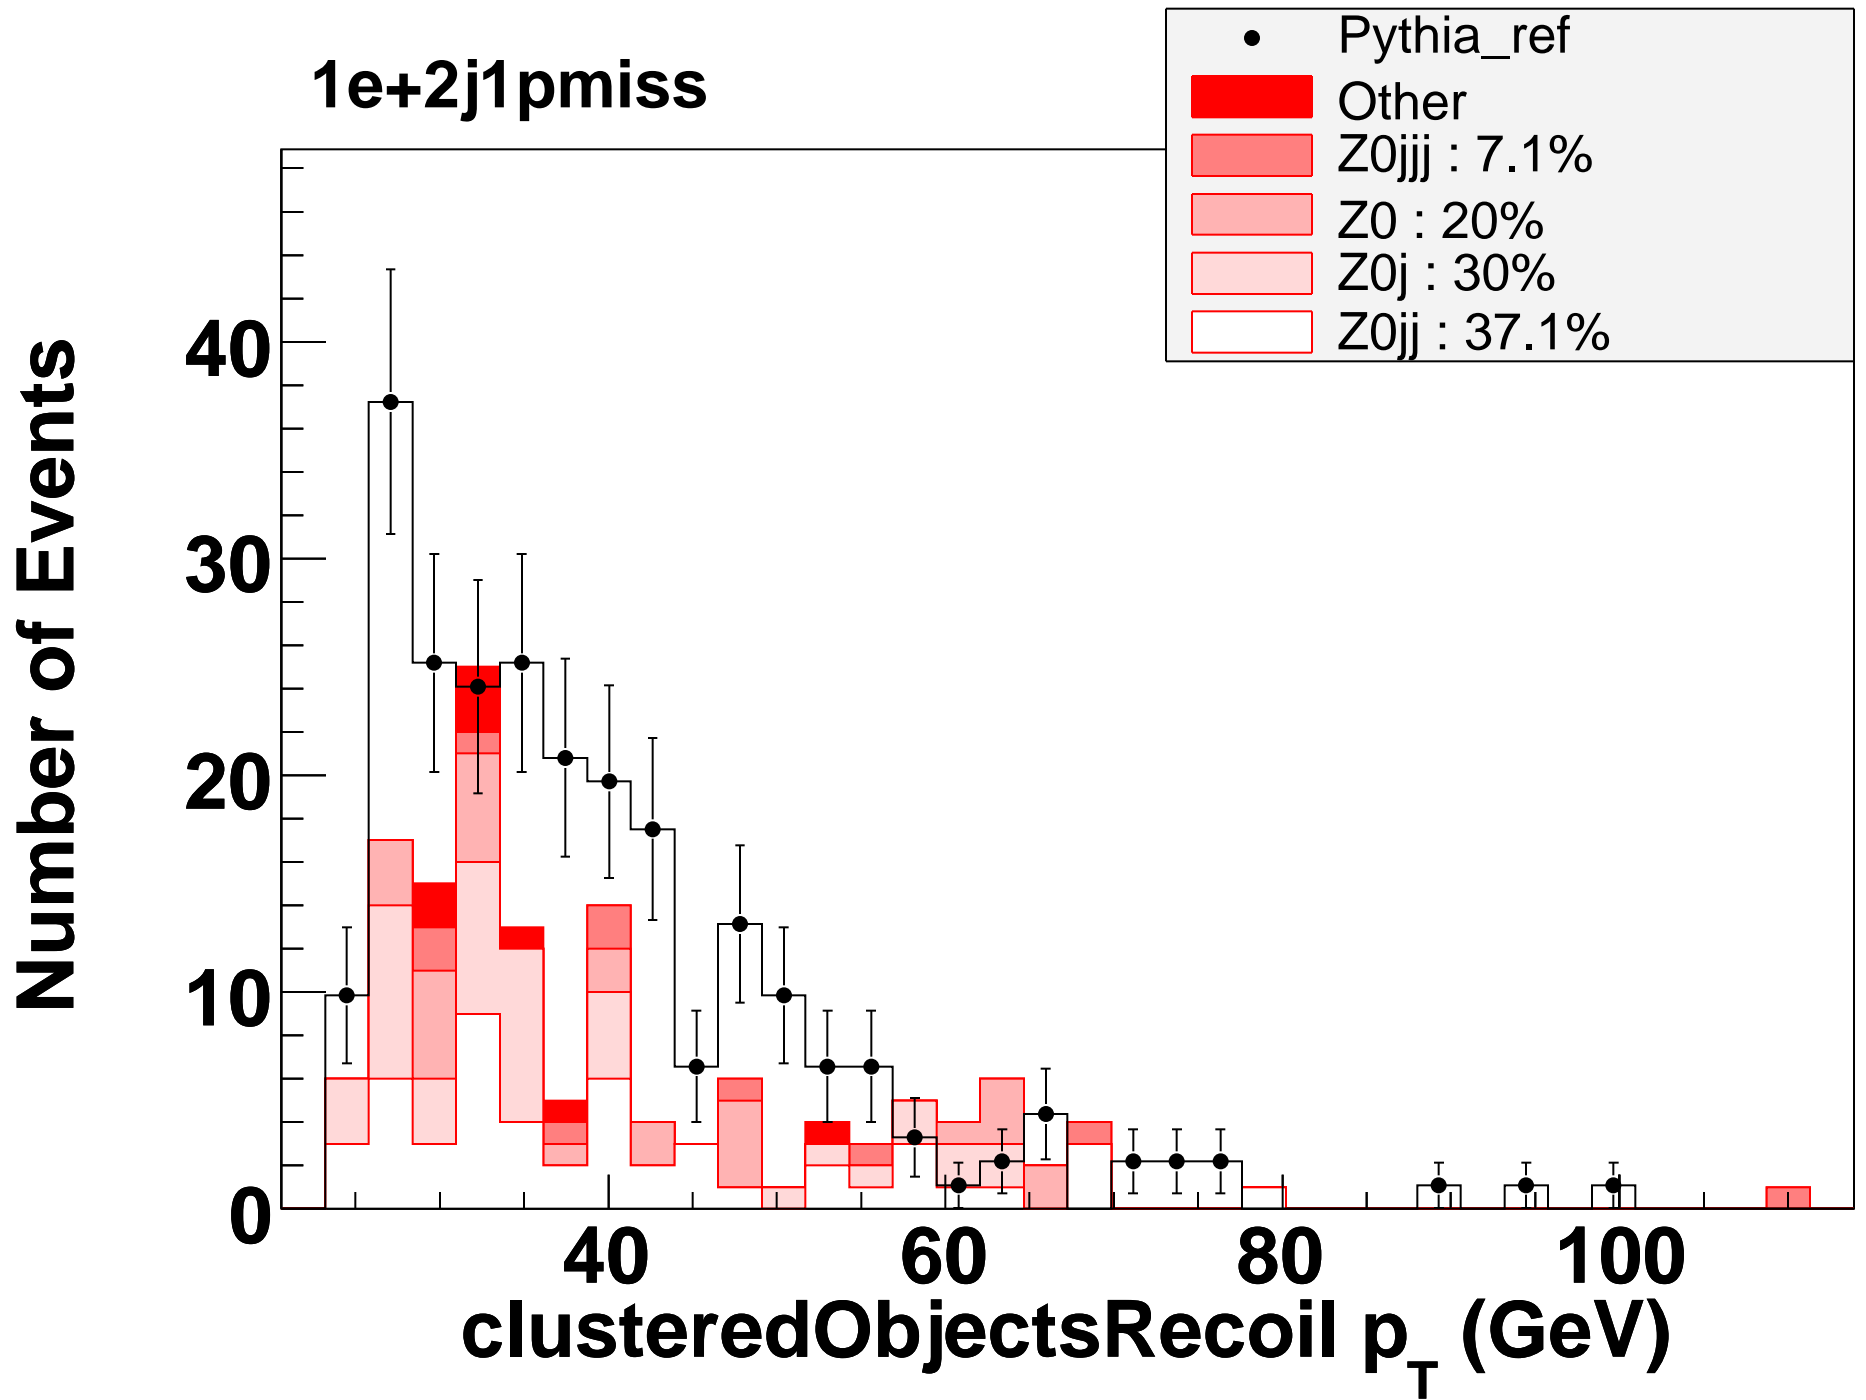 1e+2j1pmiss
Pythia_ref
Other
Z0jjj : 7.1%
Z0 : 20%
Z0j : 30%
Z0jj : 37.1%
Number of Events
40
30
20
10
0
40 60 80 100
clusteredObjectsRecoil p_T (GeV)